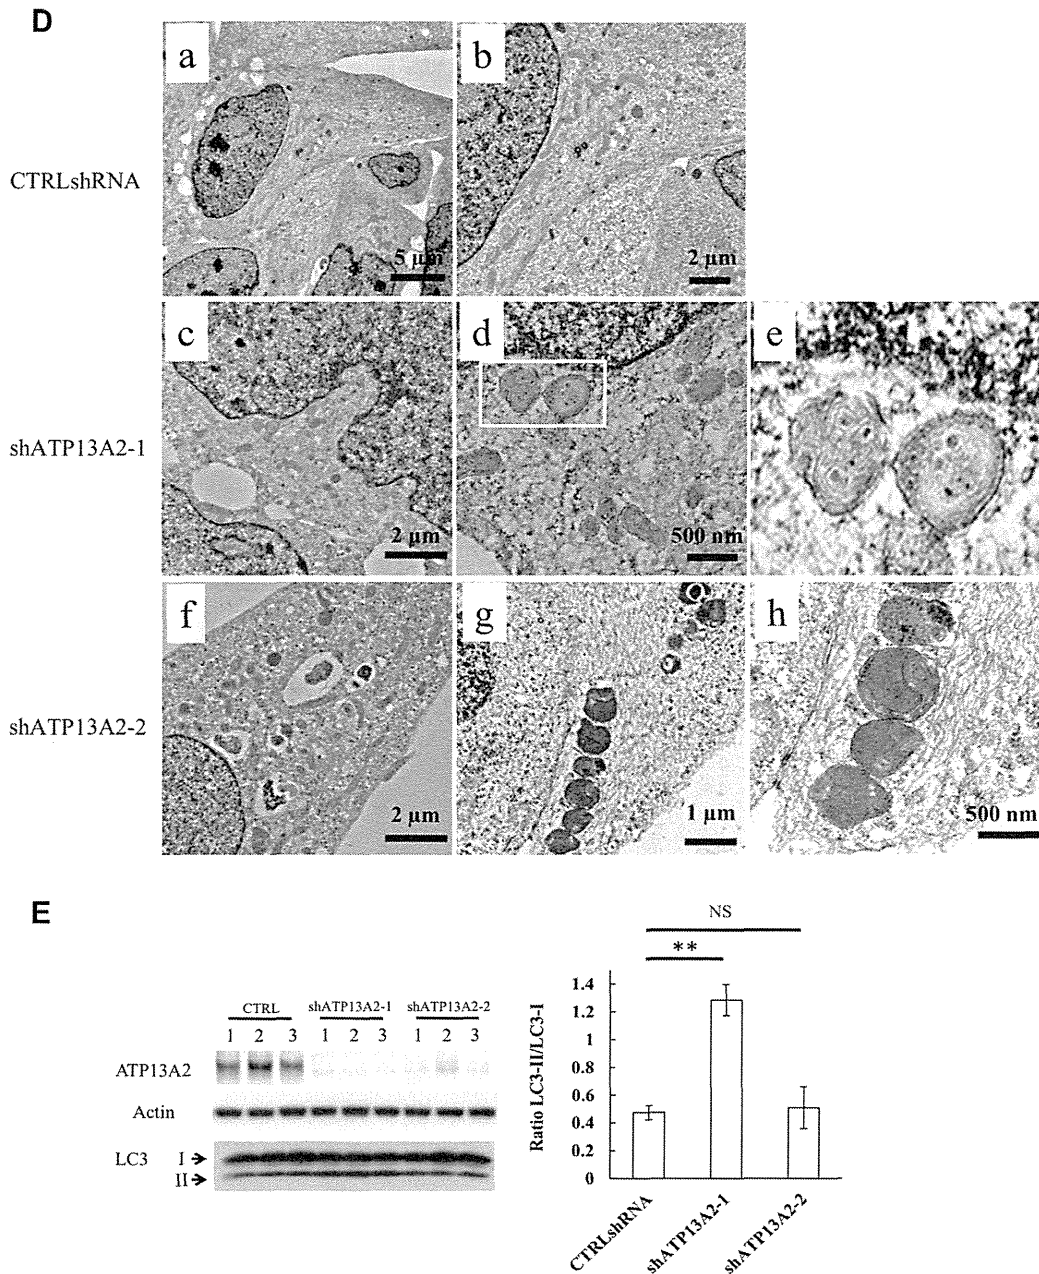 D
a
b
CTRLshRNA
5 µm
2 µm
c
d
e
shATP13A2-1
2 µm
500 nm
f
g
h
shATP13A2-2
2 µm
1 µm
500 nm
E
NS
**
CTRL shATP13A2-1 shATP13A2-2
1 2 3 1 2 3 1 2 3
ATP13A2
Actin
LC3 I
II
Ratio LC3-II/LC3-I
1.4
1.2
1
0.8
0.6
0.4
0.2
0
CTRLshRNA
shATP13A2-1
shATP13A2-2